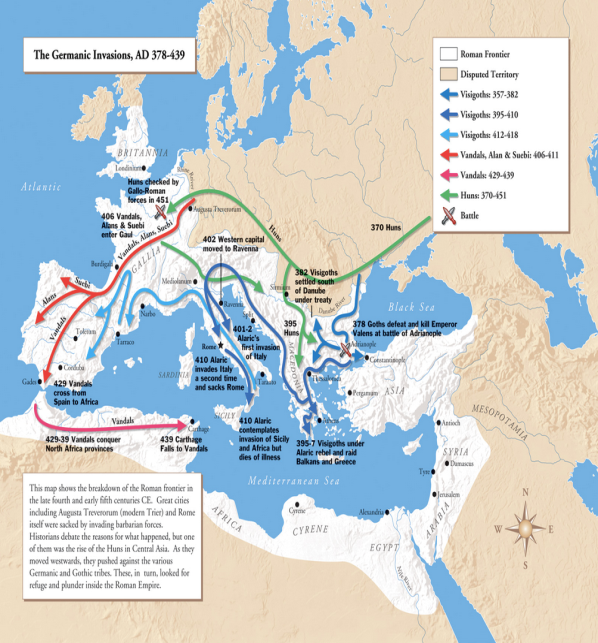 The Germanic Invasions, AD 378-439
Roman Frontier
Disputed Territory
Visigoths: 357-382
Visigoths: 395-410
Visigoths: 412-418
Vandals, Alan & Suebi: 406-411
Vandals: 429-439
Huns: 370-451
Battle
BRITANNIA
Londinium
Atlantic
Huns checked by
Gallo-Roman
forces in 451
Rhine
Augusta Treverorum
406 Vandals,
Alans & Suebi
enter Gaul
Vandals, Alans, Suebi
Huns
370 Huns
402 Western capital
moved to Ravenna
Burdigali
GALLIA
Mediolanum
Sirmium
382 Visigoths
settled south
of Danube
under treaty
Danube River
Black Sea
Suebi
Alans
Vandals
Narbo
Ravenna
Split
Toletum
Tarraco
Rome
401-2
Alaric's
first invasion
of Italy
395
Huns
378 Goths defeat and kill Emperor
Valens at battle of Adrianople
Adrianople
Constantinople
MACEDONIA
Thessalonica
Corduba
SARDINIA
410 Alaric
invades Italy
a second time
and sacks Rome
Tarentum
Pergamum
ASIA
Gades
429 Vandals
cross from
Spain to Africa
SICILY
Athens
MESOPOTAMIA
Vandals
Carthage
410 Alaric
contemplates
invasion of Sicily
and Africa but
dies of illness
395-7 Visigoths under
Alaric rebel and raid
Balkans and Greece
Antioch
429-39 Vandals conquer
North Africa provinces
439 Carthage
Falls to Vandals
SYRIA
Damascus
Tyre
Mediterranean Sea
Jerusalem
Cyrene
Alexandria
AFRICA
CYRENE
EGYPT
ARABIA
Nile River
N
W
E
S
This map shows the breakdown of the Roman frontier in
the late fourth and early fifth centuries CE. Great cities
including Augusta Treverorum (modern Trier) and Rome
itself were sacked by invading barbarian forces.
Historians debate the reasons for what happened, but one
of them was the rise of the Huns in Central Asia. As they
moved westwards, they pushed against the various
Germanic and Gothic tribes. These, in turn, looked for
refuge and plunder inside the Roman Empire.